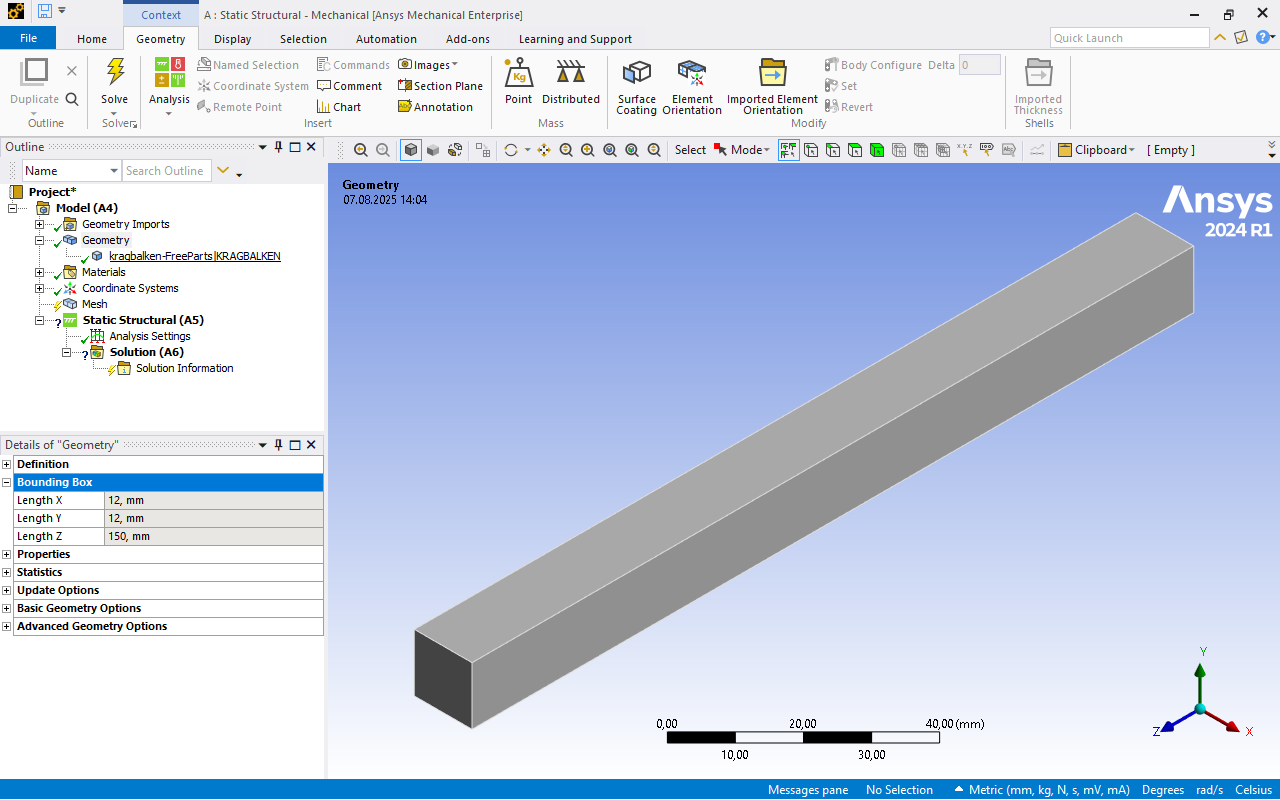 Context
A : Static Structural - Mechanical [Ansys Mechanical Enterprise]
File Home Geometry Display Selection Automation Add-ons Learning and Support
Quick Launch
Duplicate
Outline
Solve
Solver
Analysis
Named Selection
Coordinate System
Remote Point
Commands
Comment
Chart
Images
Section Plane
Annotation
Insert
Kg
Point
Distributed
Mass
Surface
Coating
Element
Orientation
Imported Element
Orientation
Body Configure Delta 0
Set
Revert
Modify
Imported
Thickness
Shells
Outline
Name Search Outline
Project*
Model (A4)
Geometry Imports
Geometry
kragbalken-FreeParts|KRAGBALKEN
Materials
Coordinate Systems
Mesh
Static Structural (A5)
Analysis Settings
Solution (A6)
Solution Information
Details of "Geometry"
Definition
Bounding Box
Length X 12, mm
Length Y 12, mm
Length Z 150, mm
Properties
Statistics
Update Options
Basic Geometry Options
Advanced Geometry Options
Select Mode Clipboard [ Empty ]
Geometry
07.08.2025 14:04
Ansys
2024 R1
0,00 20,00 40,00 (mm)
10,00 30,00
Y
Z
X
Messages pane No Selection Metric (mm, kg, N, s, mV, mA) Degrees rad/s Celsius